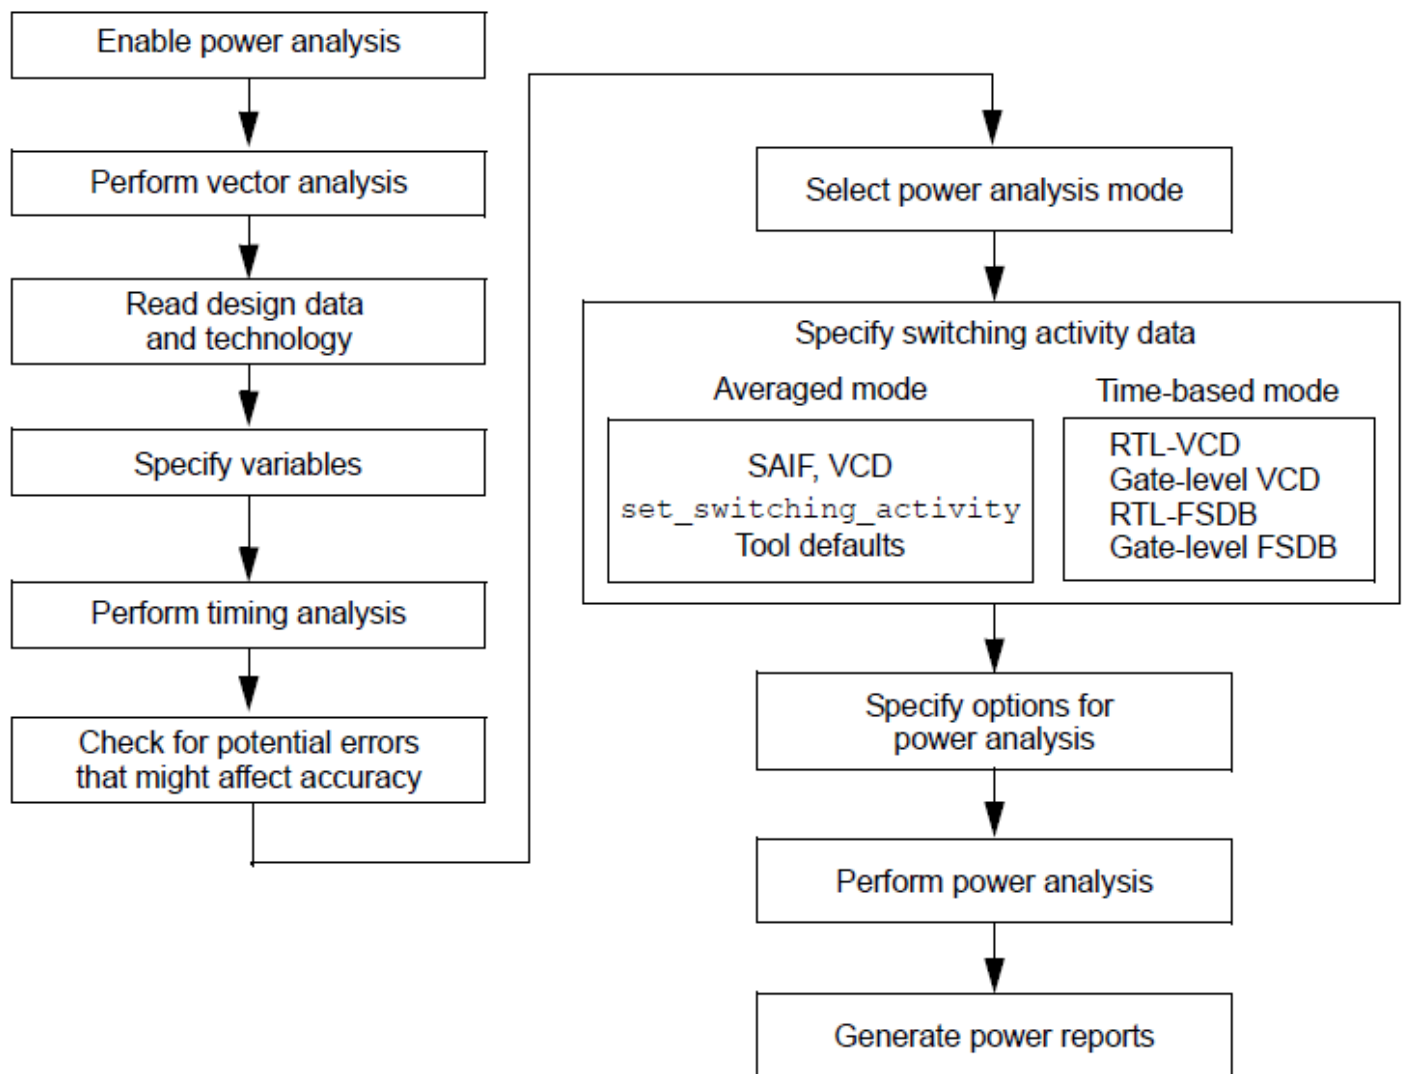 Enable power analysis
Perform vector analysis
Read design data
and technology
Specify variables
Perform timing analysis
Check for potential errors
that might affect accuracy
Select power analysis mode
Specify switching activity data
Averaged mode
SAIF, VCD
set_switching_activity
Tool defaults
Time-based mode
RTL-VCD
Gate-level VCD
RTL-FSDB
Gate-level FSDB
Specify options for
power analysis
Perform power analysis
Generate power reports